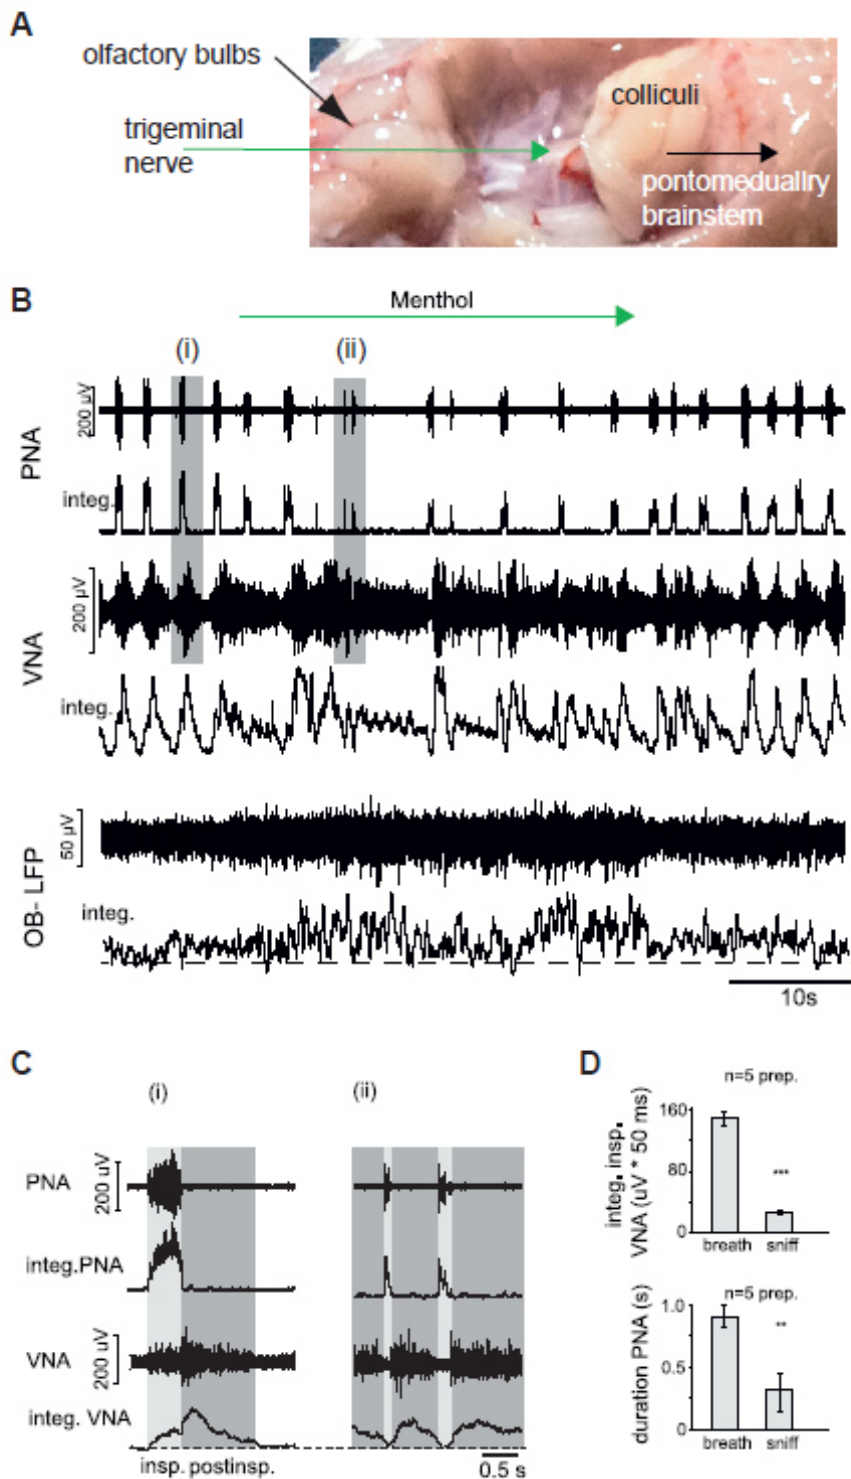 A
olfactory bulbs
trigeminal
nerve
colliculi
pontomeduallry
brainstem
B
Menthol
(i)
(ii)
200 µV
PNA
integ.
200 µV
VNA
integ.
50 µV
OB- LFP
integ.
10s
C
(i)
(ii)
PNA
200 uV
integ.PNA
VNA
200 uV
integ. VNA
insp. postinsp.
0.5 s
D
n=5 prep.
integ. insp.
VNA (uV * 50 ms)
160
80
0
***
breath
sniff
n=5 prep.
duration PNA (s)
1.0
0.5
0
**
breath
sniff